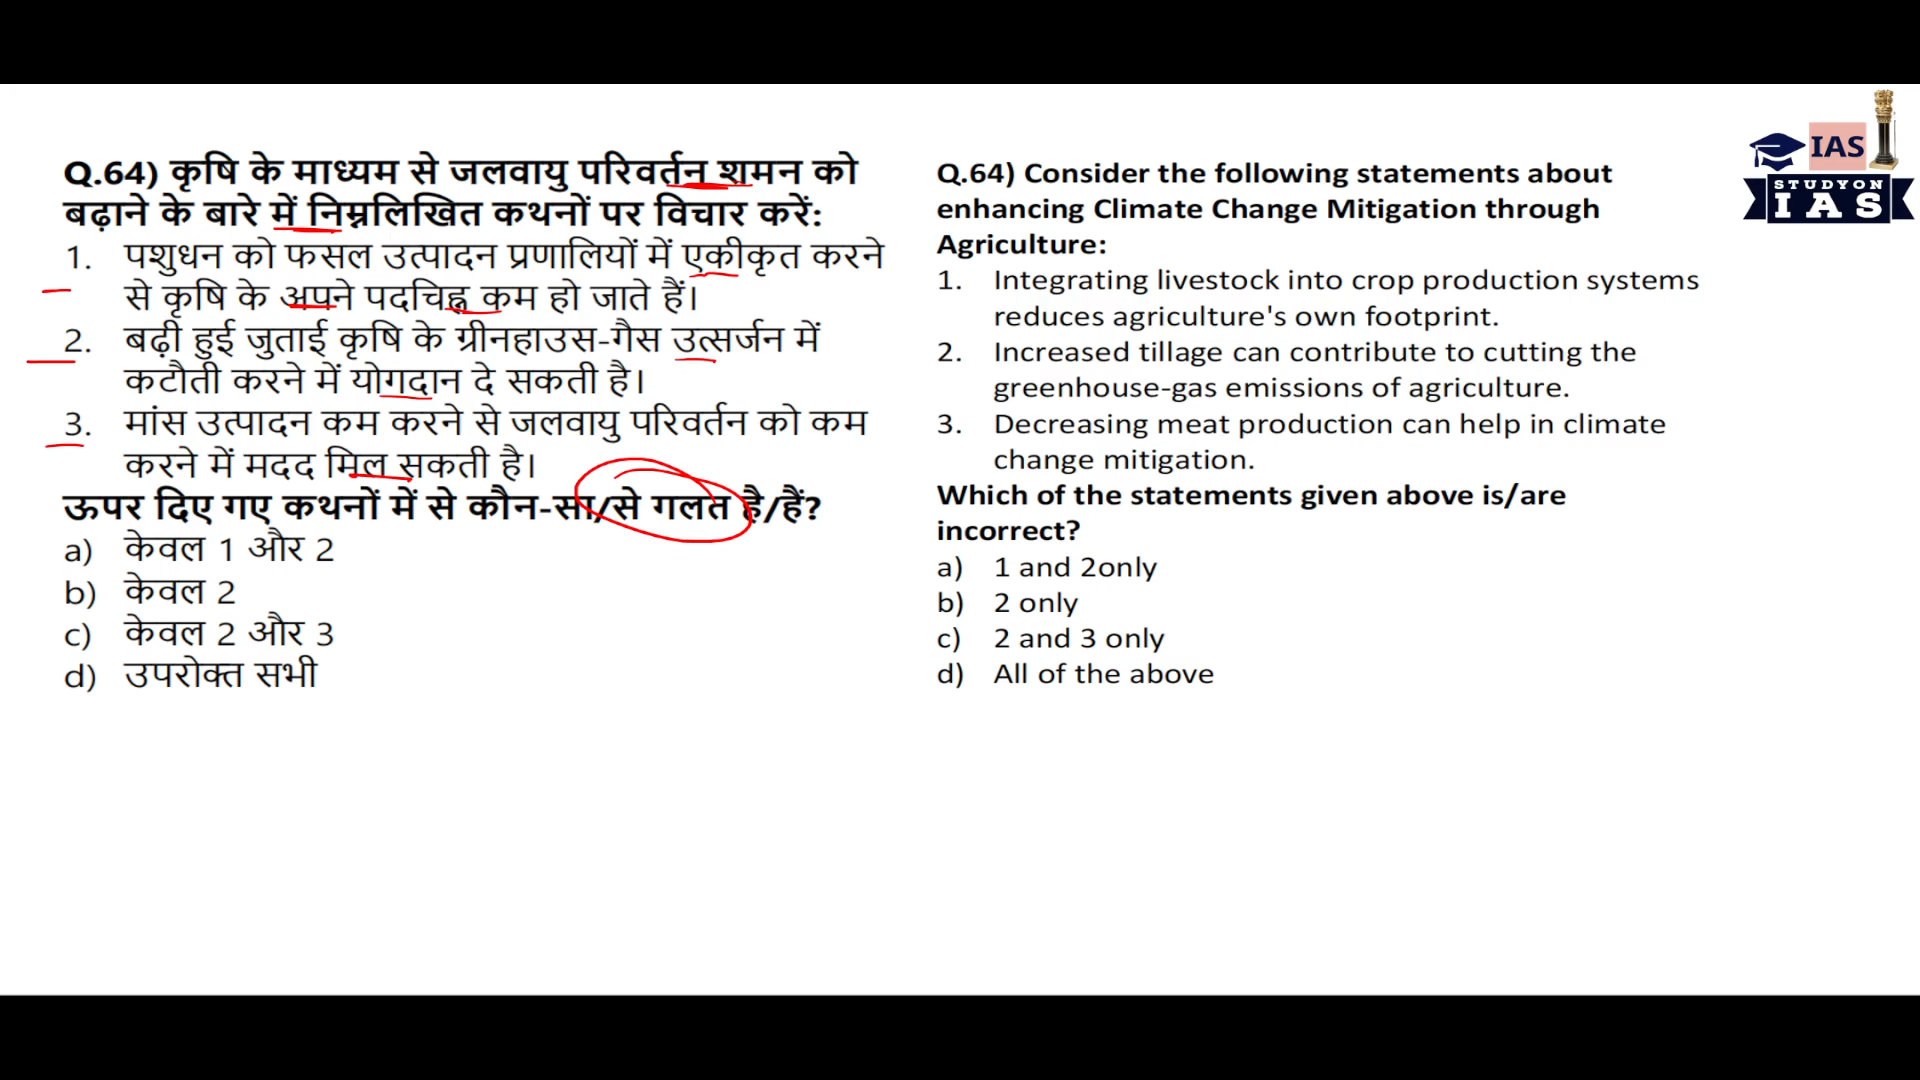 Q.64) कृषि के माध्यम से जलवायु परिवर्तन शमन को
बढ़ाने के बारे में निम्नलिखित कथनों पर विचार करें:
1. पशुधन को फसल उत्पादन प्रणालियों में एकीकृत करने
से कृषि के अपने पदचिह्न कम हो जाते हैं।
2. बढ़ी हुई जुताई कृषि के ग्रीनहाउस-गैस उत्सर्जन में
कटौती करने में योगदान दे सकती है।
3. मांस उत्पादन कम करने से जलवायु परिवर्तन को कम
करने में मदद मिल सकती है।
ऊपर दिए गए कथनों में से कौन-सा/से गलत है/हैं?
a) केवल 1 और 2
b) केवल 2
c) केवल 2 और 3
d) उपरोक्त सभी
Q.64) Consider the following statements about
enhancing Climate Change Mitigation through
Agriculture:
1. Integrating livestock into crop production systems
reduces agriculture's own footprint.
2. Increased tillage can contribute to cutting the
greenhouse-gas emissions of agriculture.
3. Decreasing meat production can help in climate
change mitigation.
Which of the statements given above is/are
incorrect?
a) 1 and 2only
b) 2 only
c) 2 and 3 only
d) All of the above
IAS
STUDYON
IAS